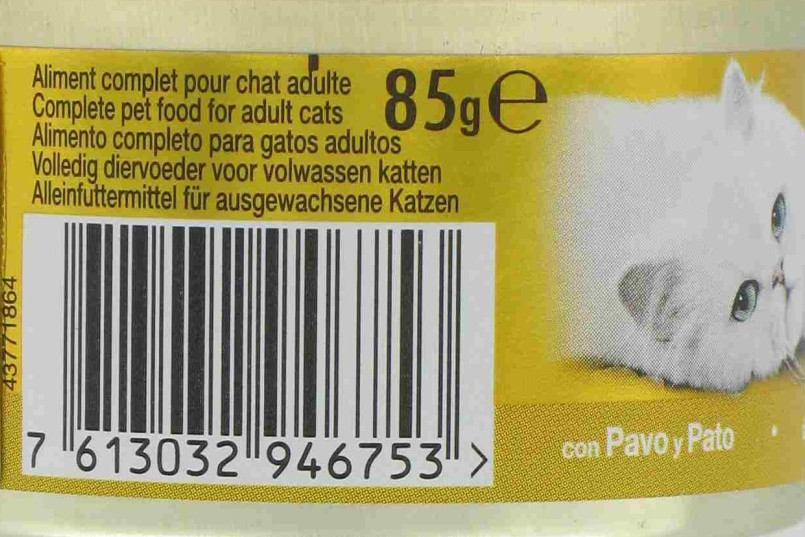 Aliment complet pour chat adulte
Complete pet food for adult cats
Alimento completo para gatos adultos
Volledig diervoeder voor volwassen katten
Alleinfuttermittel für ausgewachsene Katzen
85g℮
43771864
7 613032 946753 >
con Pavo y Pato •